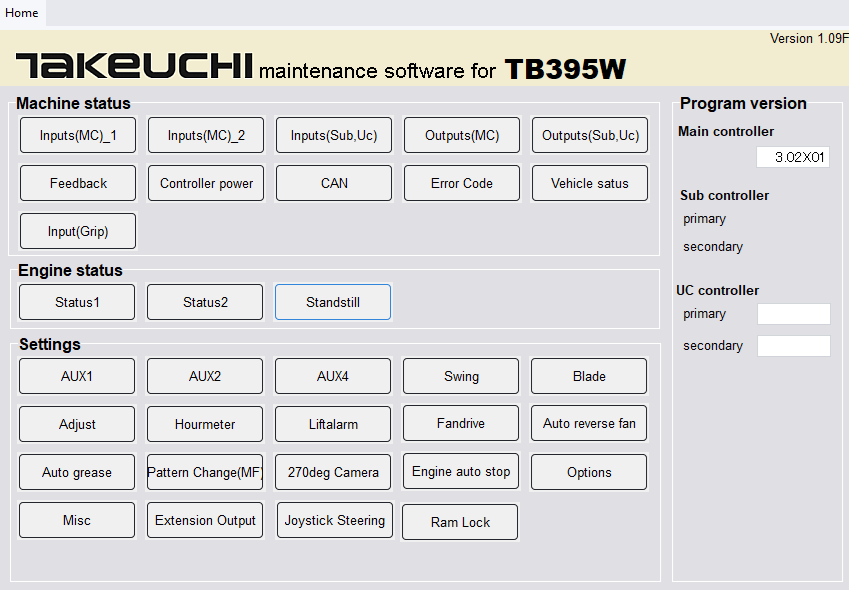 Home
Version 1.09F
TAKEUCHI maintenance software for TB395W
Machine status
Inputs(MC)_1
Inputs(MC)_2
Inputs(Sub,Uc)
Outputs(MC)
Outputs(Sub,Uc)
Feedback
Controller power
CAN
Error Code
Vehicle satus
Input(Grip)
Engine status
Status1
Status2
Standstill
Settings
AUX1
AUX2
AUX4
Swing
Blade
Adjust
Hourmeter
Liftalarm
Fandrive
Auto reverse fan
Auto grease
Pattern Change(MF)
270deg Camera
Engine auto stop
Options
Misc
Extension Output
Joystick Steering
Ram Lock
Program version
Main controller
3.02X01
Sub controller
primary
secondary
UC controller
primary
secondary